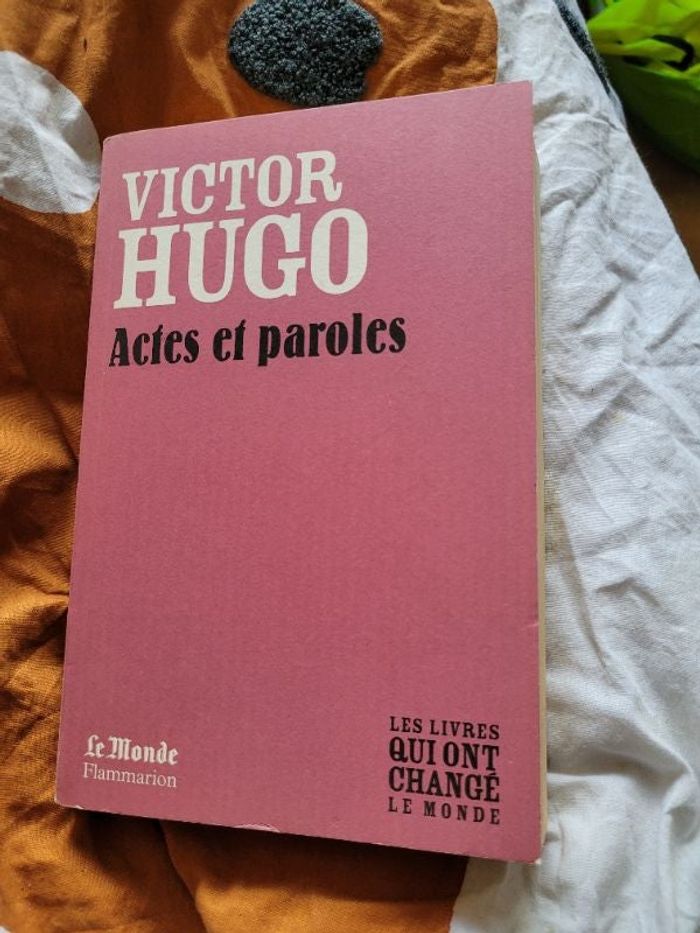 VICTOR
HUGO
Actes et paroles
Le Monde
Flammarion
LES LIVRES
QUI ONT
CHANGÉ
LE MONDE